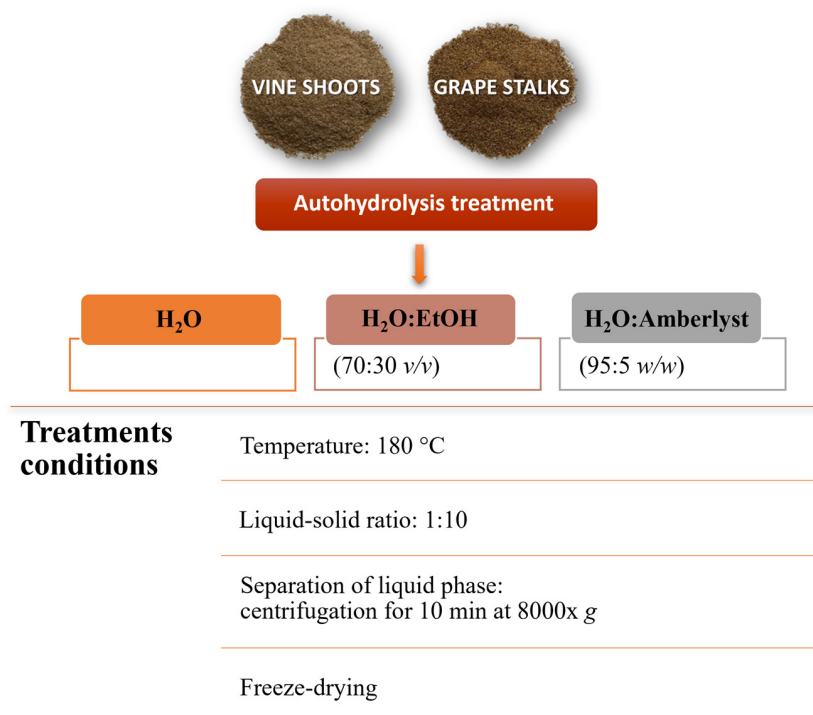 VINE SHOOTS
GRAPE STALKS
Autohydrolysis treatment
H₂O
H₂O:EtOH
H₂O:Amberlyst
(70:30 v/v)
(95:5 w/w)
Treatments
conditions
Temperature: 180 °C
Liquid-solid ratio: 1:10
Separation of liquid phase:
centrifugation for 10 min at 8000x g
Freeze-drying